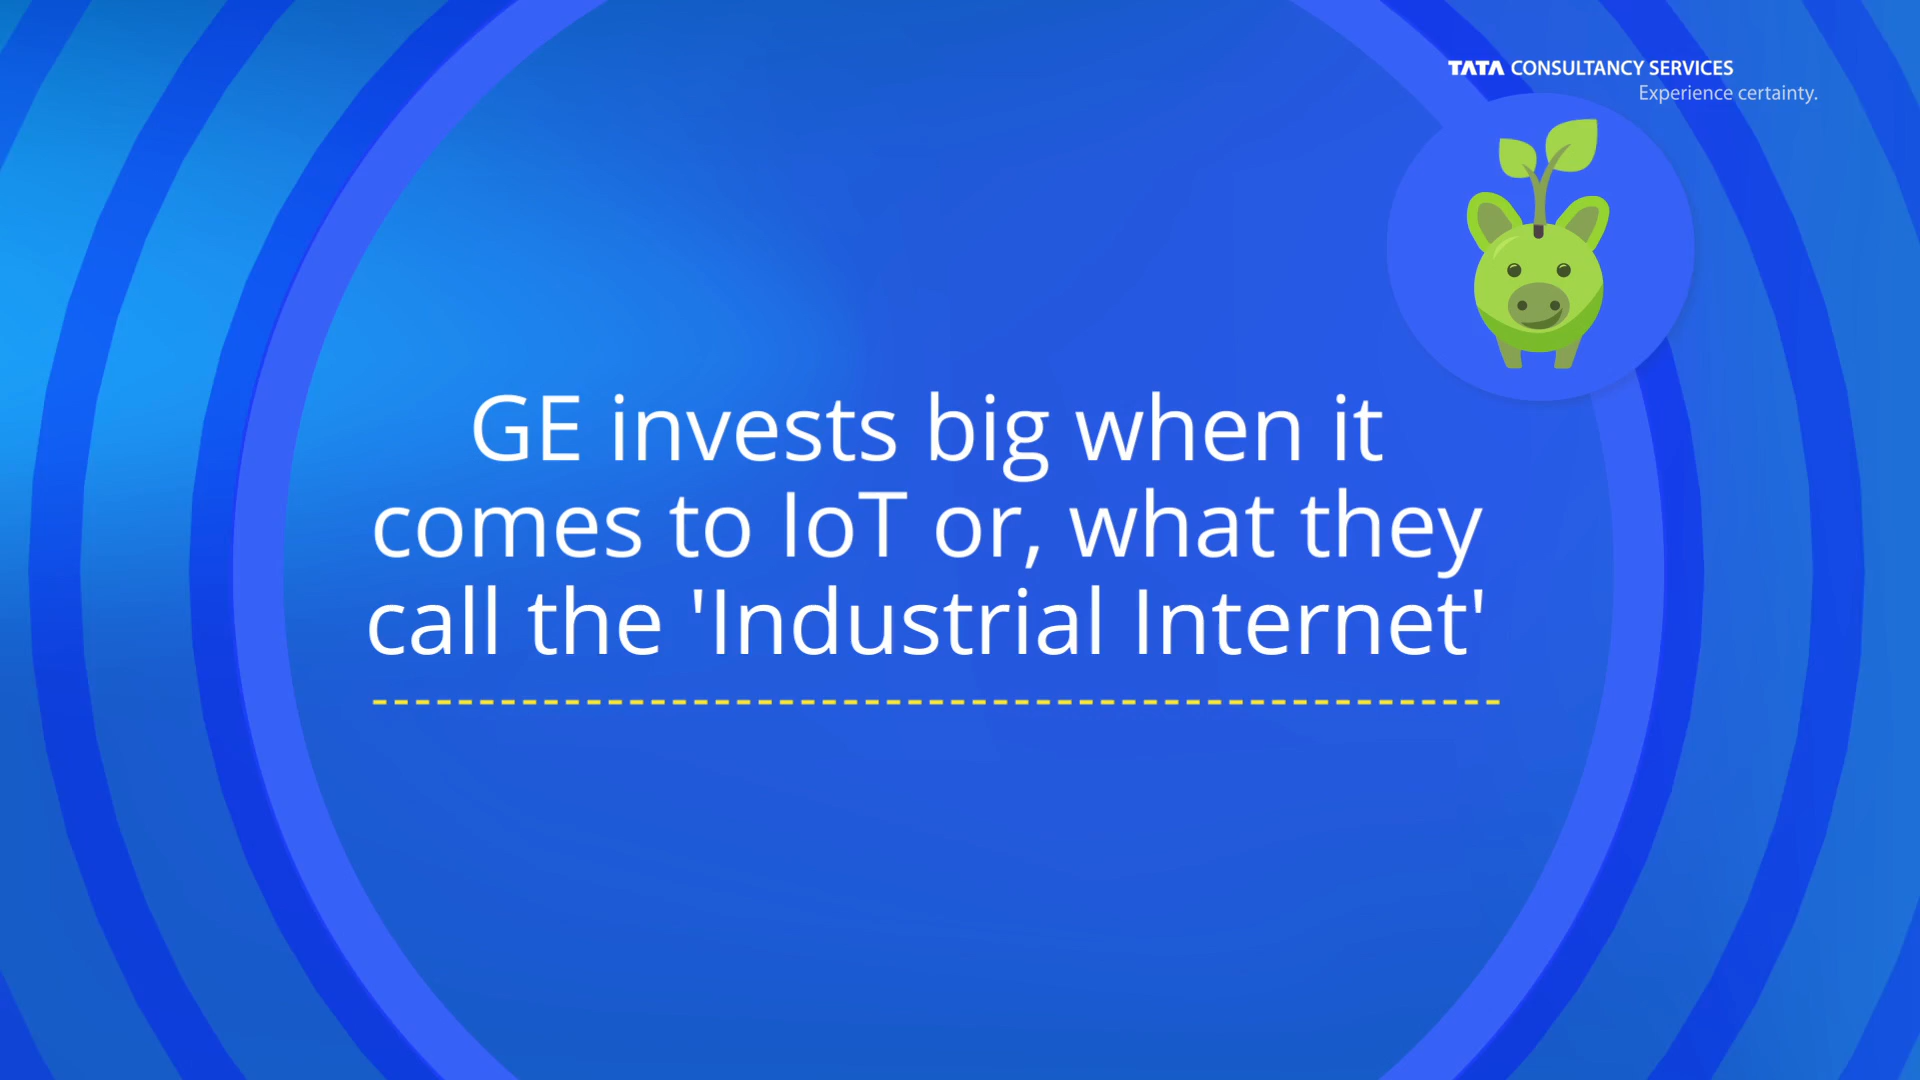 TATA CONSULTANCY SERVICES
Experience certainty.
GE invests big when it
comes to IoT or, what they
call the 'Industrial Internet'